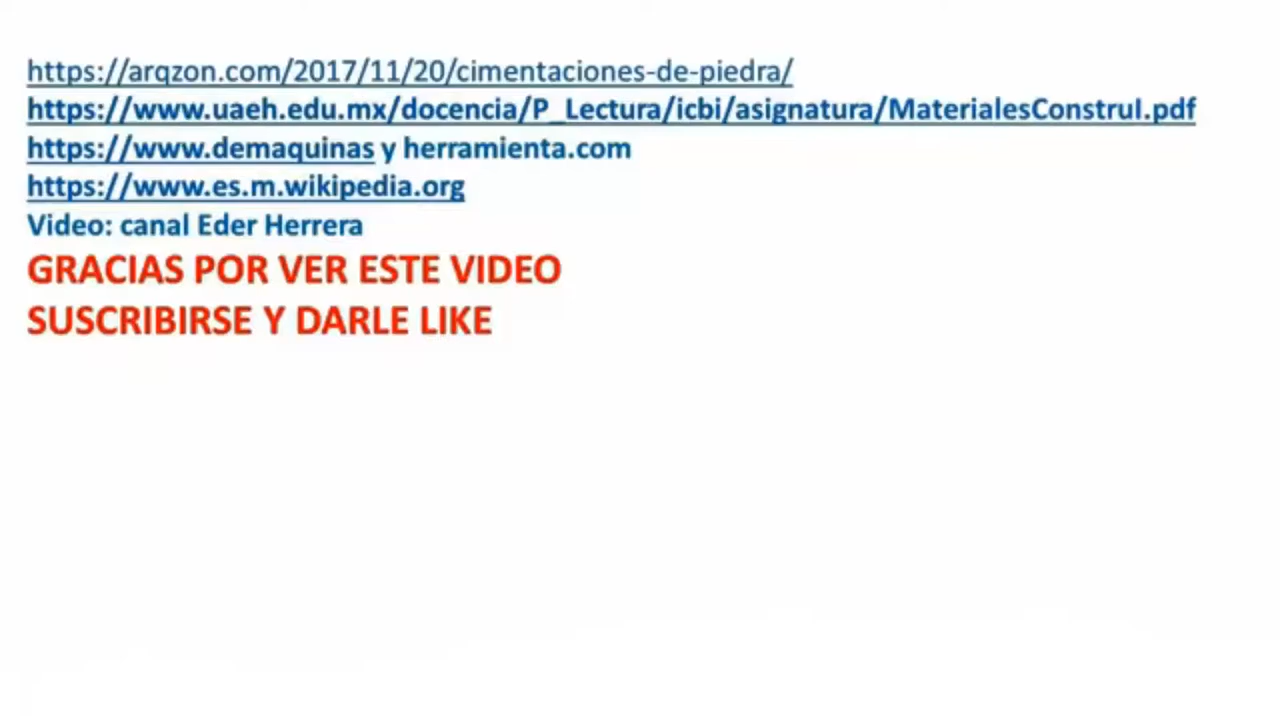 https://arqzon.com/2017/11/20/cimentaciones-de-piedra/
https://www.uaeh.edu.mx/docencia/P_Lectura/icbi/asignatura/MaterialesConstruI.pdf
https://www.demaquinas y herramienta.com
https://www.es.m.wikipedia.org
Video: canal Eder Herrera
GRACIAS POR VER ESTE VIDEO
SUSCRIBIRSE Y DARLE LIKE